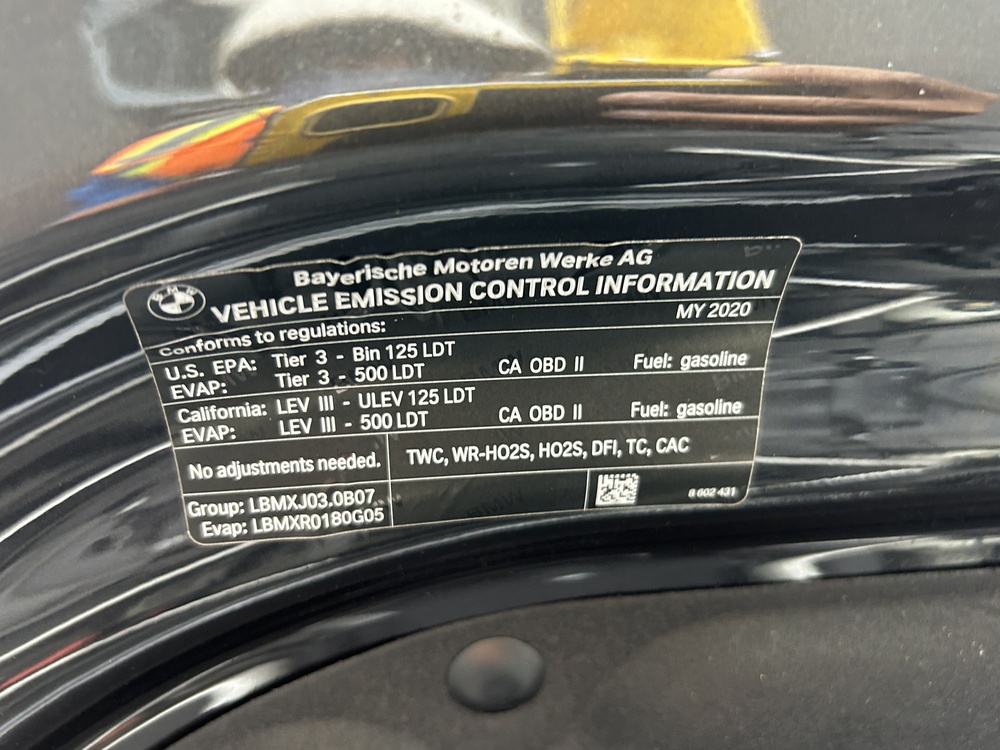 Bayerische Motoren Werke AG
BMW
VEHICLE EMISSION CONTROL INFORMATION
MY 2020
Conforms to regulations:
U.S. EPA: Tier 3 - Bin 125 LDT
EVAP: Tier 3 - 500 LDT CA OBD II Fuel: gasoline
California: LEV III - ULEV 125 LDT
EVAP: LEV III - 500 LDT CA OBD II Fuel: gasoline
No adjustments needed. TWC, WR-HO2S, HO2S, DFI, TC, CAC
Group: LBMXJ03.0B07
Evap: LBMXR0180G05
8 602 431